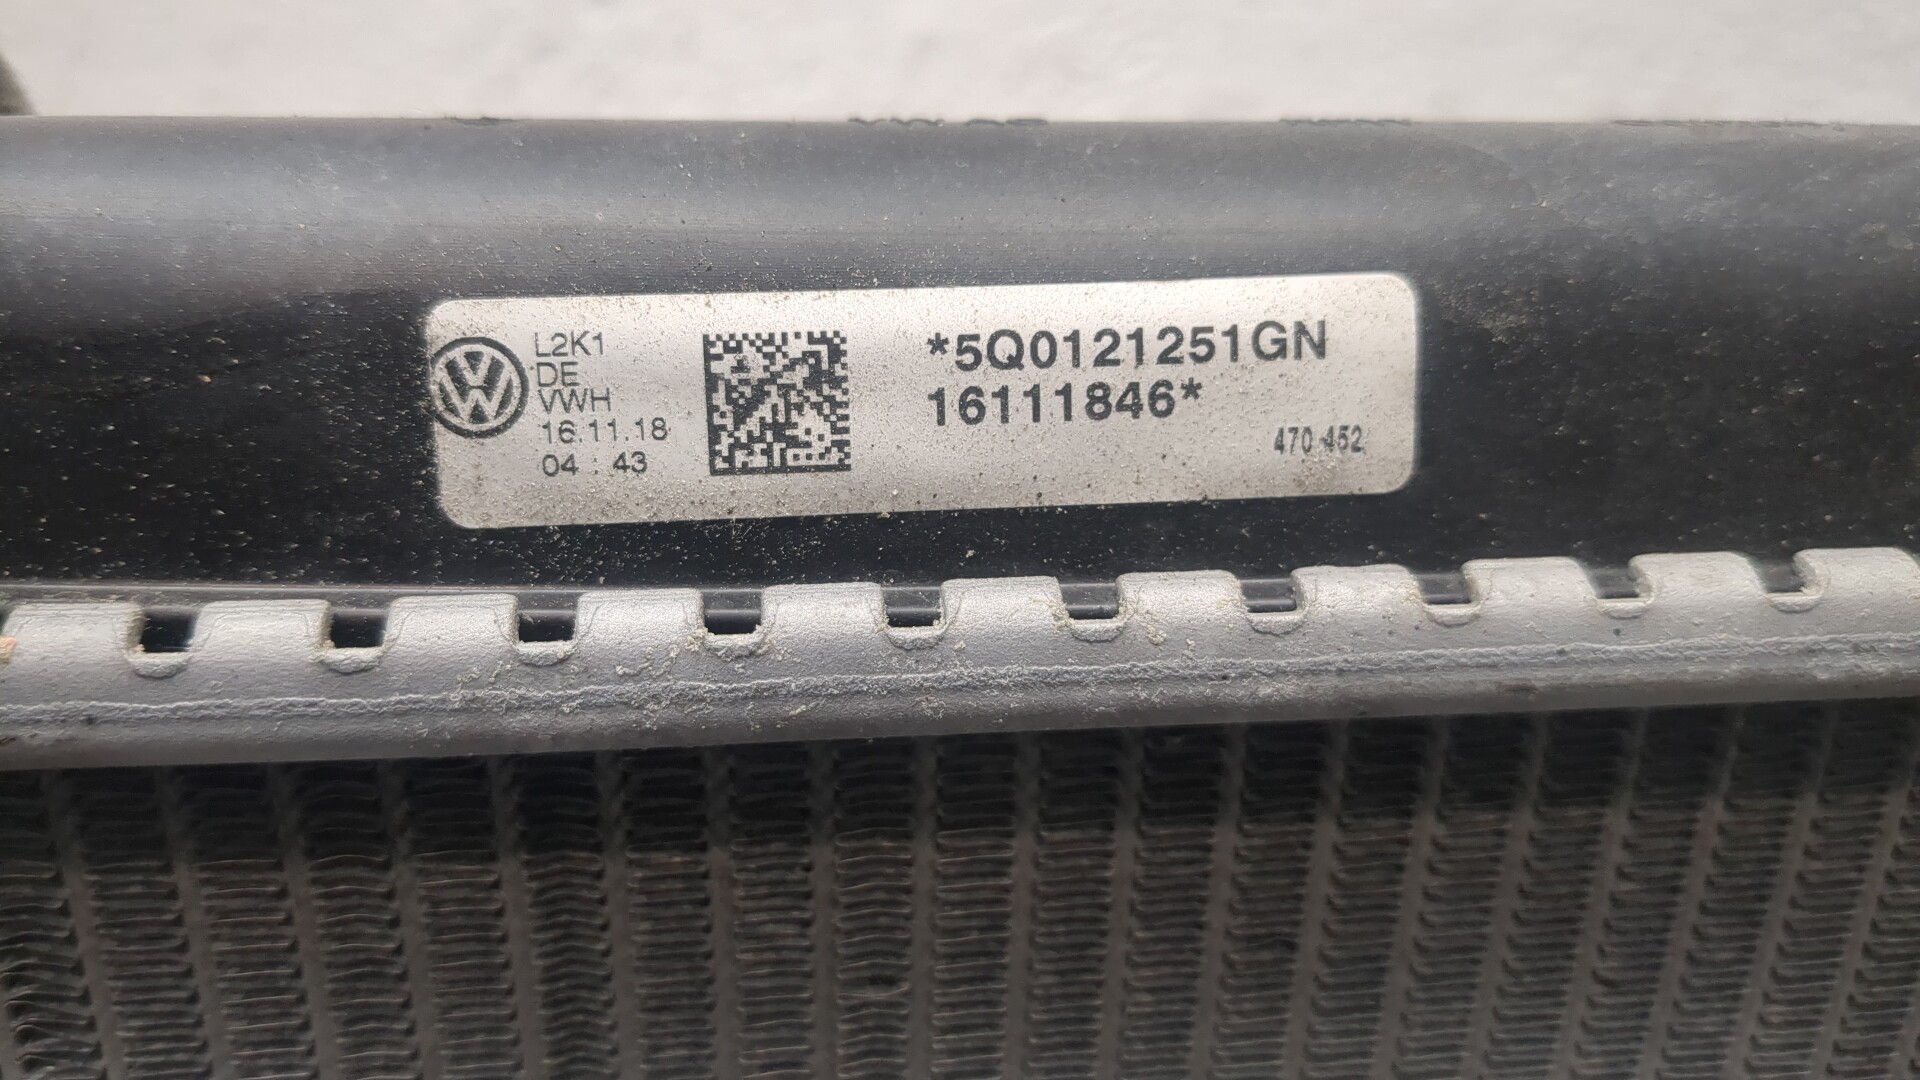 L2K1
DE
VWH
16.11.18
04 : 43
*5Q0121251GN
16111846*
470 452